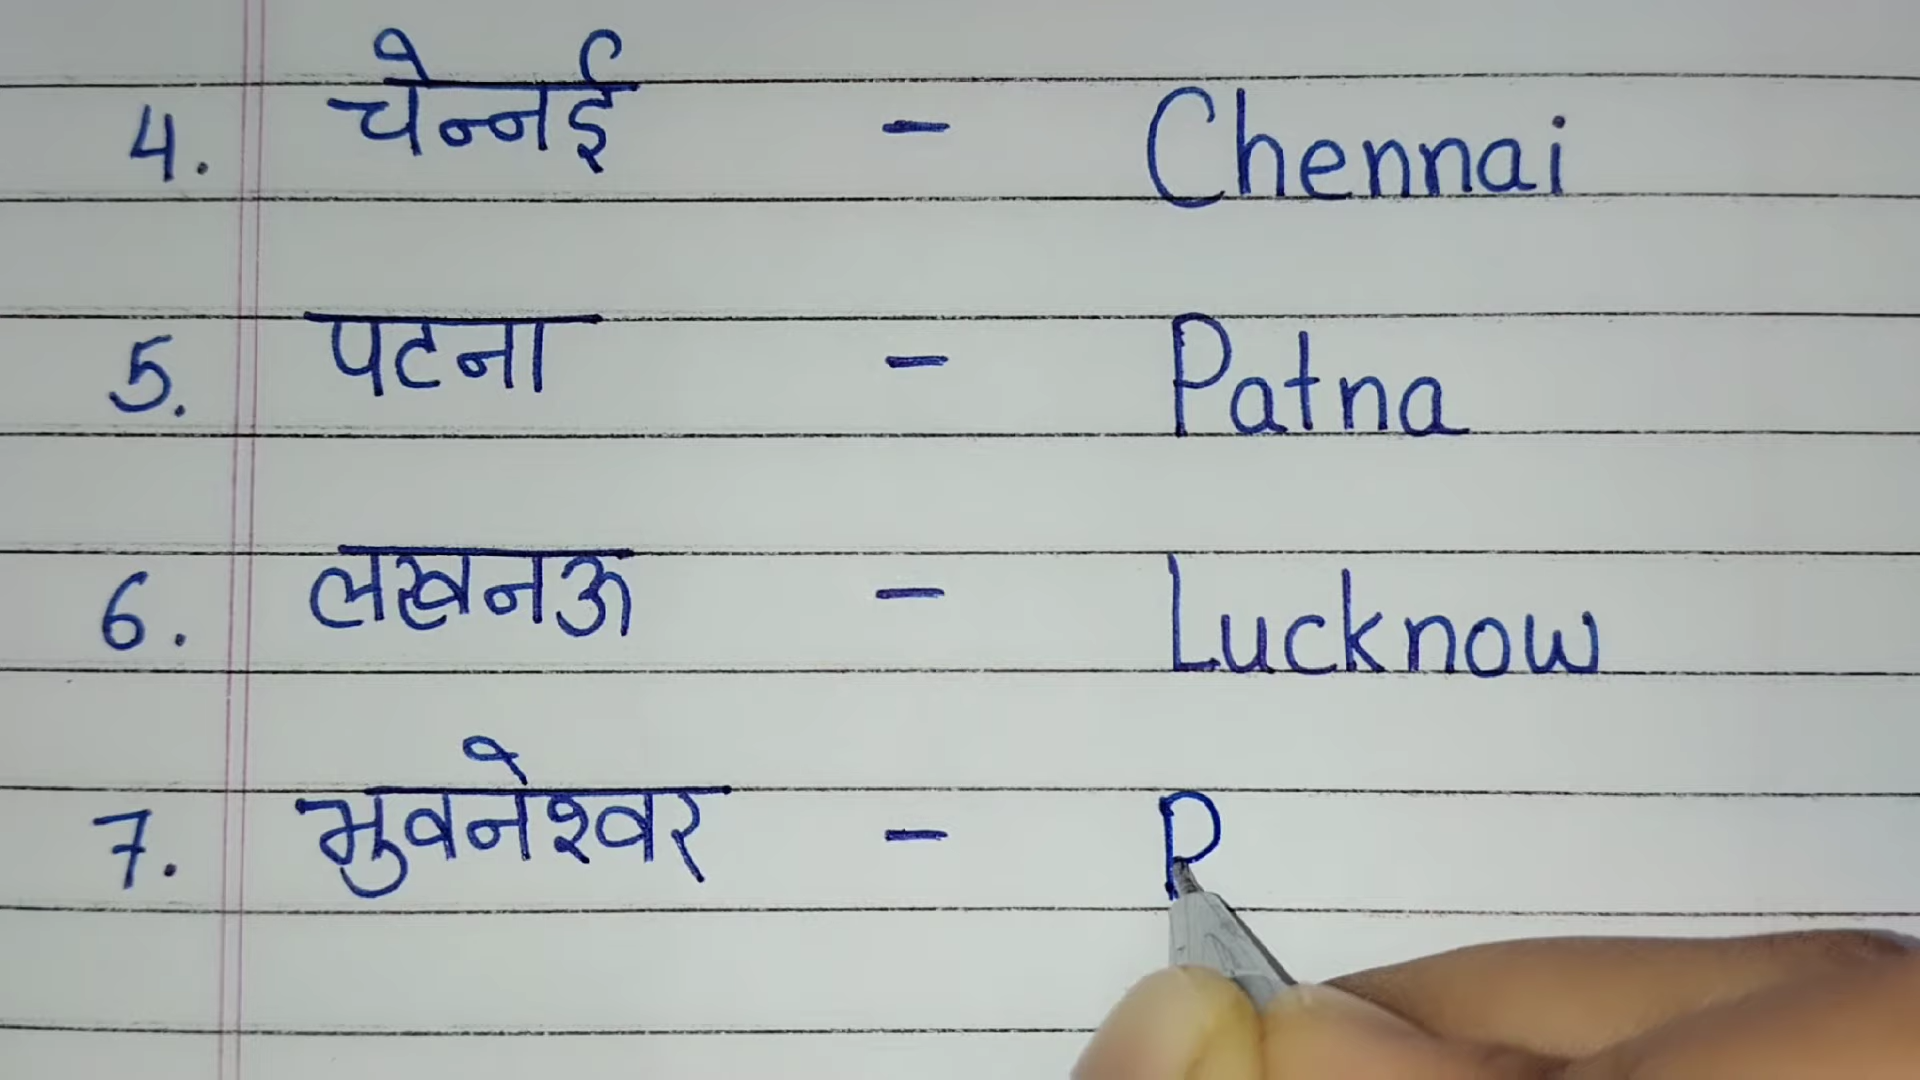 4. चेन्नई - Chennai
5. पटना - Patna
6. लखनऊ - Lucknow
7. भुवनेश्वर - P